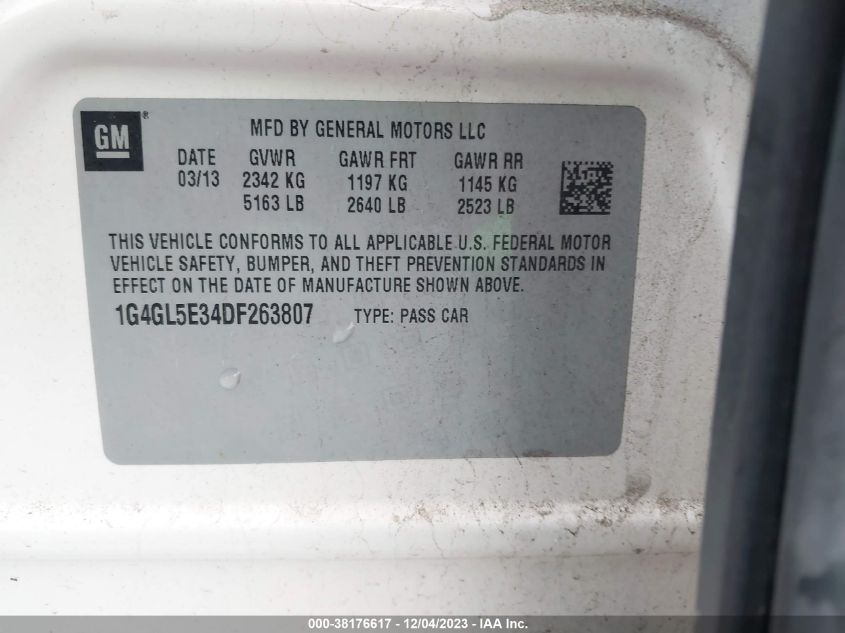 GM®
MFD BY GENERAL MOTORS LLC
DATE GVWR GAWR FRT GAWR RR
03/13 2342 KG 1197 KG 1145 KG
5163 LB 2640 LB 2523 LB
THIS VEHICLE CONFORMS TO ALL APPLICABLE U.S. FEDERAL MOTOR
VEHICLE SAFETY, BUMPER, AND THEFT PREVENTION STANDARDS IN
EFFECT ON THE DATE OF MANUFACTURE SHOWN ABOVE.
1G4GL5E34DF263807 TYPE: PASS CAR
000-38176617 - 12/04/2023 - IAA Inc.